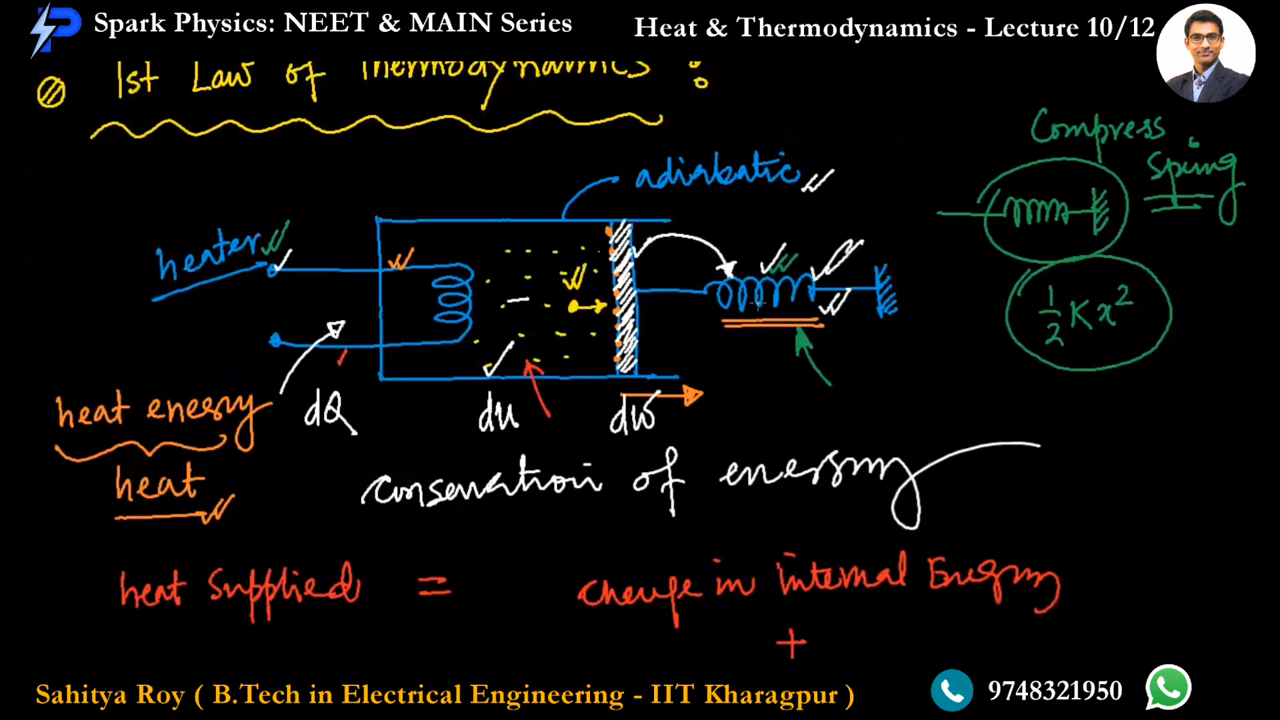 Spark Physics: NEET & MAIN Series
Heat & Thermodynamics - Lecture 10/12
1st Law of Thermodynamics :
Compress
Spring
adiabatic
heater
1/2 Kx²
heat energy
dQ
du
dw
heat
conservation of energy
heat Supplied = change in internal Energy
+
Sahitya Roy ( B.Tech in Electrical Engineering - IIT Kharagpur )
9748321950